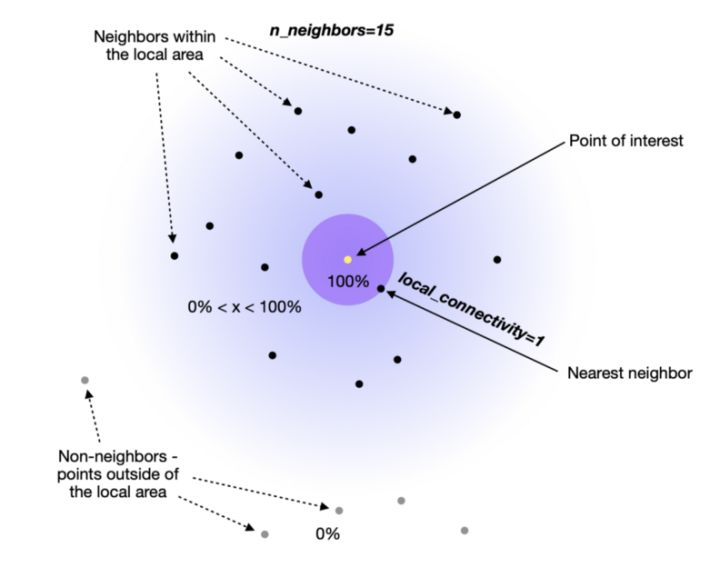 n_neighbors=15
Neighbors within
the local area
Point of interest
100%
local_connectivity=1
0% < x < 100%
Nearest neighbor
Non-neighbors -
points outside of
the local area
0%